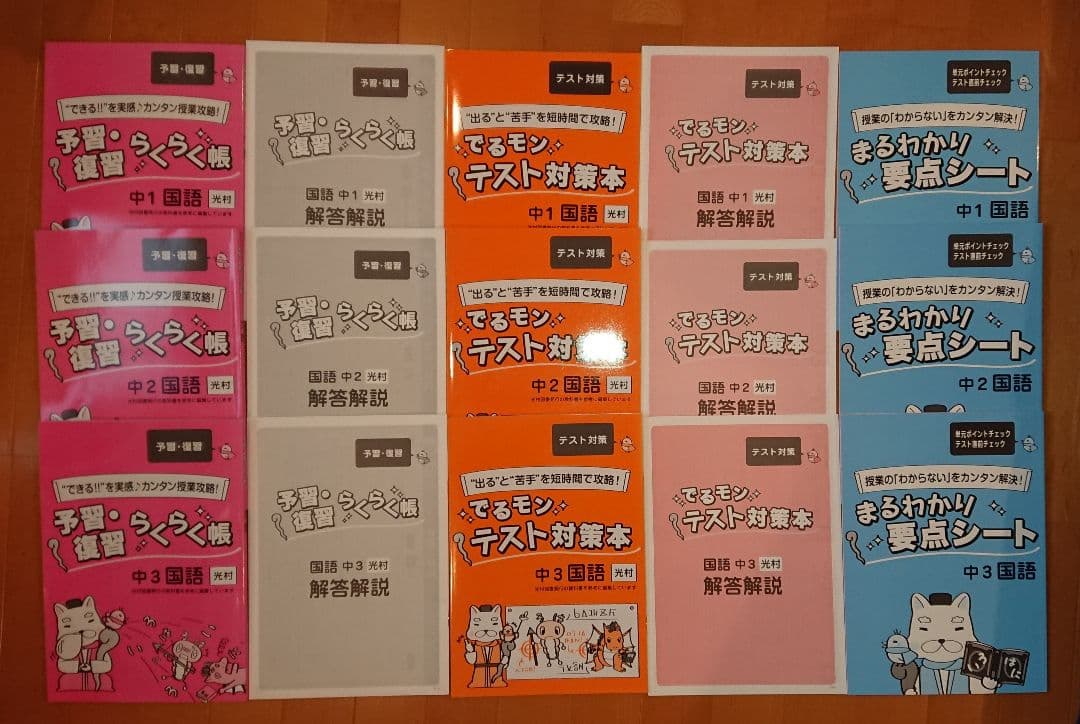 予習・復習
"できる!!"を実感♪カンタン授業攻略!
予習・
復習
らくらく帳
中1 国語 光村
予習・復習
予習・
復習
らくらく帳
国語 中1 光村
解答解説
テスト対策
"出る"と"苦手"を短時間で攻略!
でるモン
テスト対策本
中1 国語 光村
テスト対策
でるモン
テスト対策本
国語 中1 光村
解答解説
単元ポイントチェック
テスト直前チェック
授業の「わからない」をカンタン解決!
まるわかり
要点シート
中1 国語
予習・復習
"できる!!"を実感♪カンタン授業攻略!
予習・
復習
らくらく帳
中2 国語 光村
予習・復習
予習・
復習
らくらく帳
国語 中2 光村
解答解説
テスト対策
"出る"と"苦手"を短時間で攻略!
でるモン
テスト対策本
中2 国語 光村
テスト対策
でるモン
テスト対策本
国語 中2 光村
解答解説
単元ポイントチェック
テスト直前チェック
授業の「わからない」をカンタン解決!
まるわかり
要点シート
中2 国語
予習・復習
"できる!!"を実感♪カンタン授業攻略!
予習・
復習
らくらく帳
中3 国語 光村
予習・復習
予習・
復習
らくらく帳
国語 中3 光村
解答解説
テスト対策
"出る"と"苦手"を短時間で攻略!
でるモン
テスト対策本
中3 国語 光村
テスト対策
でるモン
テスト対策本
国語 中3 光村
解答解説
単元ポイントチェック
テスト直前チェック
授業の「わからない」をカンタン解決!
まるわかり
要点シート
中3 国語